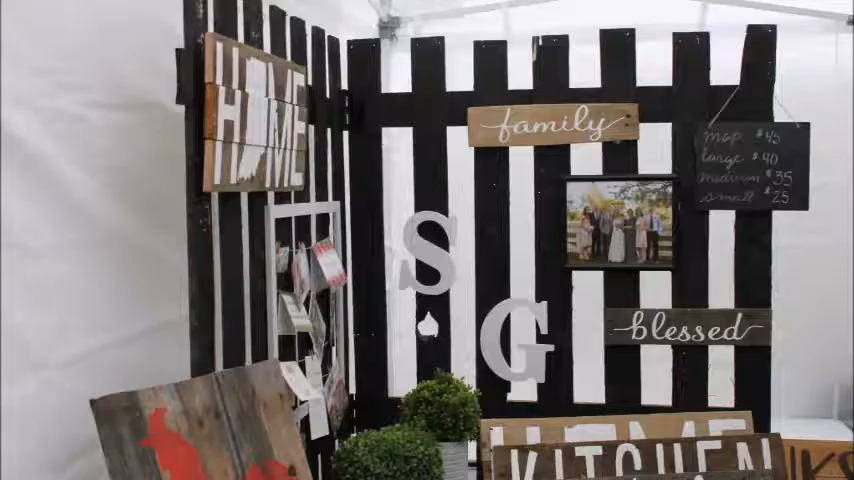 HOME
family
map $45
large $40
medium $35
small $25
S
G
blessed
KITCHEN